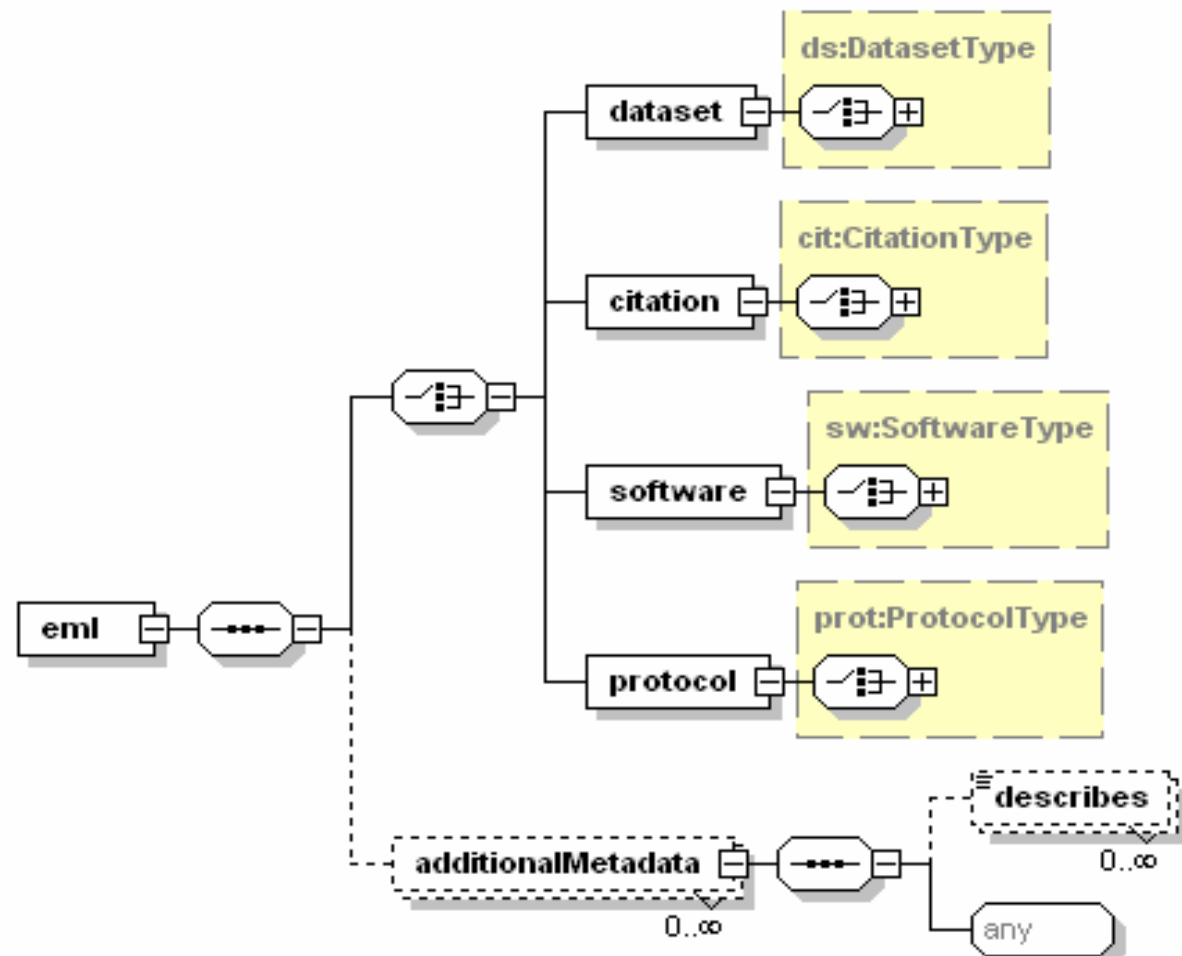 ds:DatasetType
dataset
cit:CitationType
citation
sw:SoftwareType
software
eml
prot:ProtocolType
protocol
describes
0..∞
additionalMetadata
0..∞
any